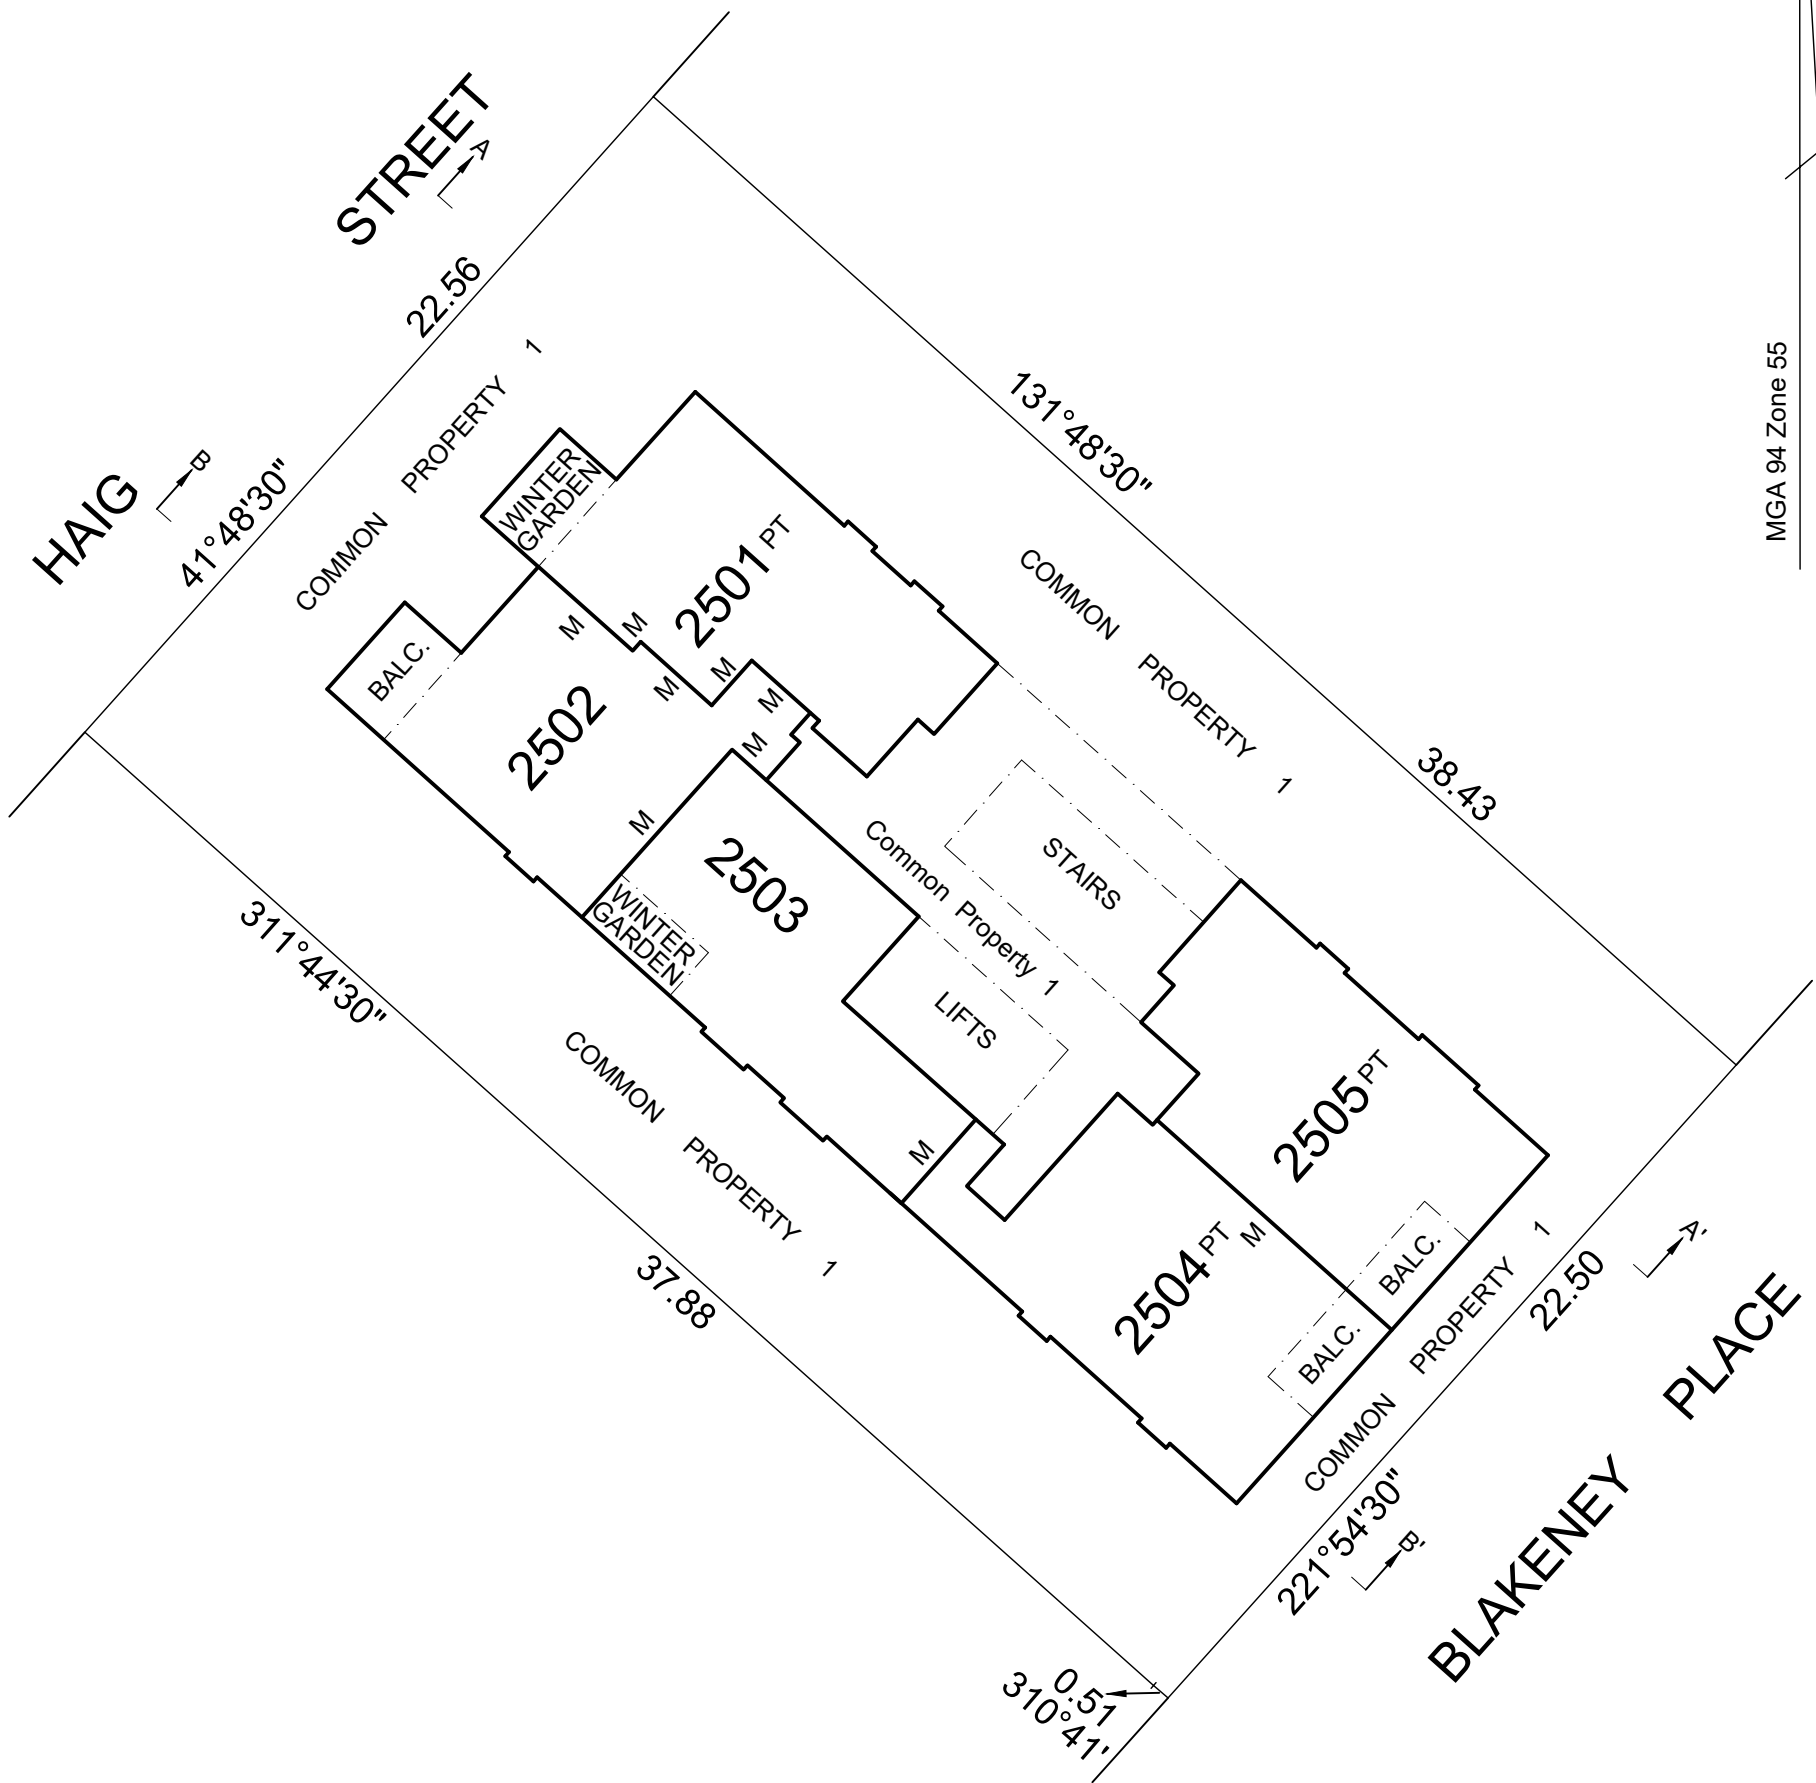 HAIG STREET
A
B
22.56
41°48'30"
COMMON PROPERTY 1
131°48'30"
38.43
MGA 94 Zone 55
WINTER
GARDEN
2501 PT
COMMON PROPERTY 1
BALC.
M
M
M
M
M
M
M
2502
2503
WINTER
GARDEN
Common Property 1
STAIRS
LIFTS
311°44'30"
37.88
COMMON PROPERTY 1
M
2504 PT
M
2505 PT
BALC.
BALC.
COMMON PROPERTY 1
22.50
221°54'30"
A'
B'
BLAKENEY PLACE
0.51
310°41'